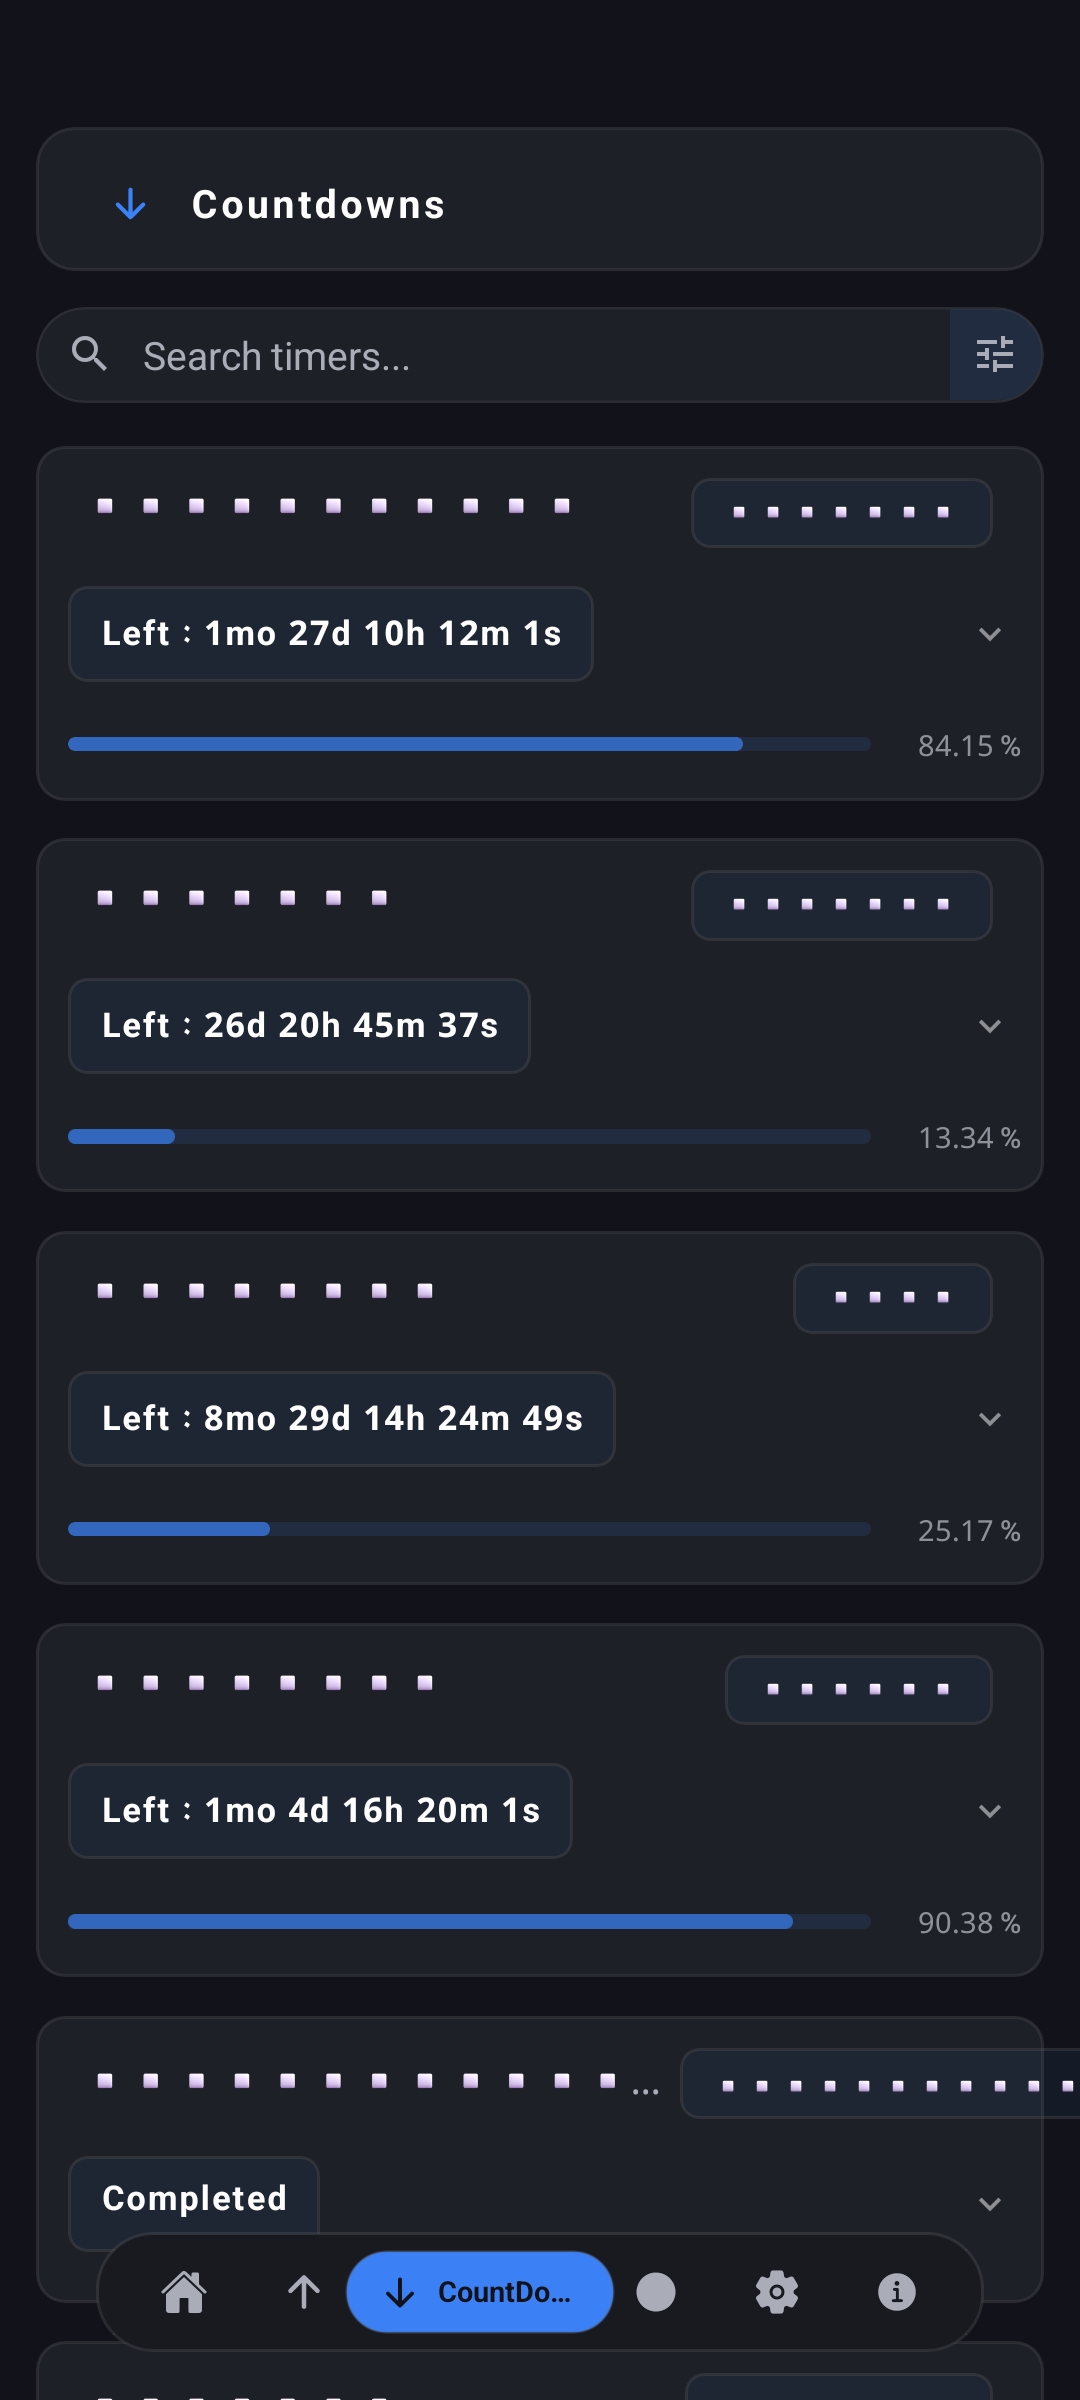 Countdowns
Search timers...
Left : 1mo 27d 10h 12m 1s
84.15 %
Left : 26d 20h 45m 37s
13.34 %
Left : 8mo 29d 14h 24m 49s
25.17 %
Left : 1mo 4d 16h 20m 1s
90.38 %
...
Completed
CountDo...